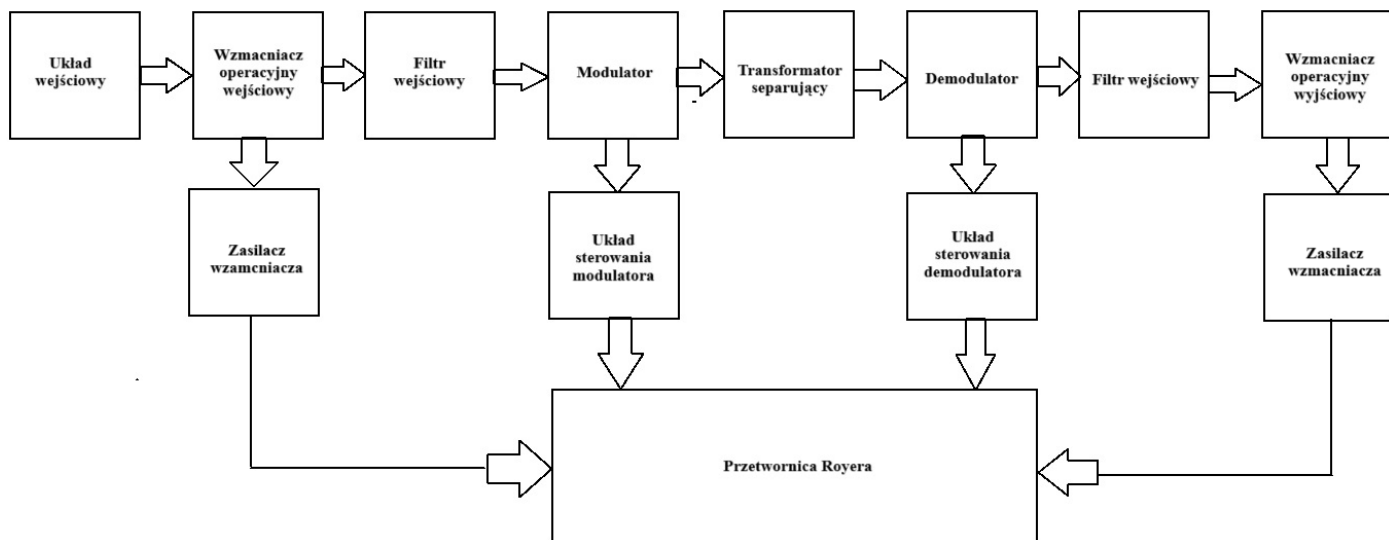 Układ
wejściowy
Wzmacniacz
operacyjny
wejściowy
Filtr
wejściowy
Modulator
Transformator
separujący
Demodulator
Filtr wejściowy
Wzmacniacz
operacyjny
wyjściowy
Zasilacz
wzamcniacza
Układ
sterowania
modulatora
Układ
sterowania
demodulatora
Zasilacz
wzmacniacza
Przetwornica Royera